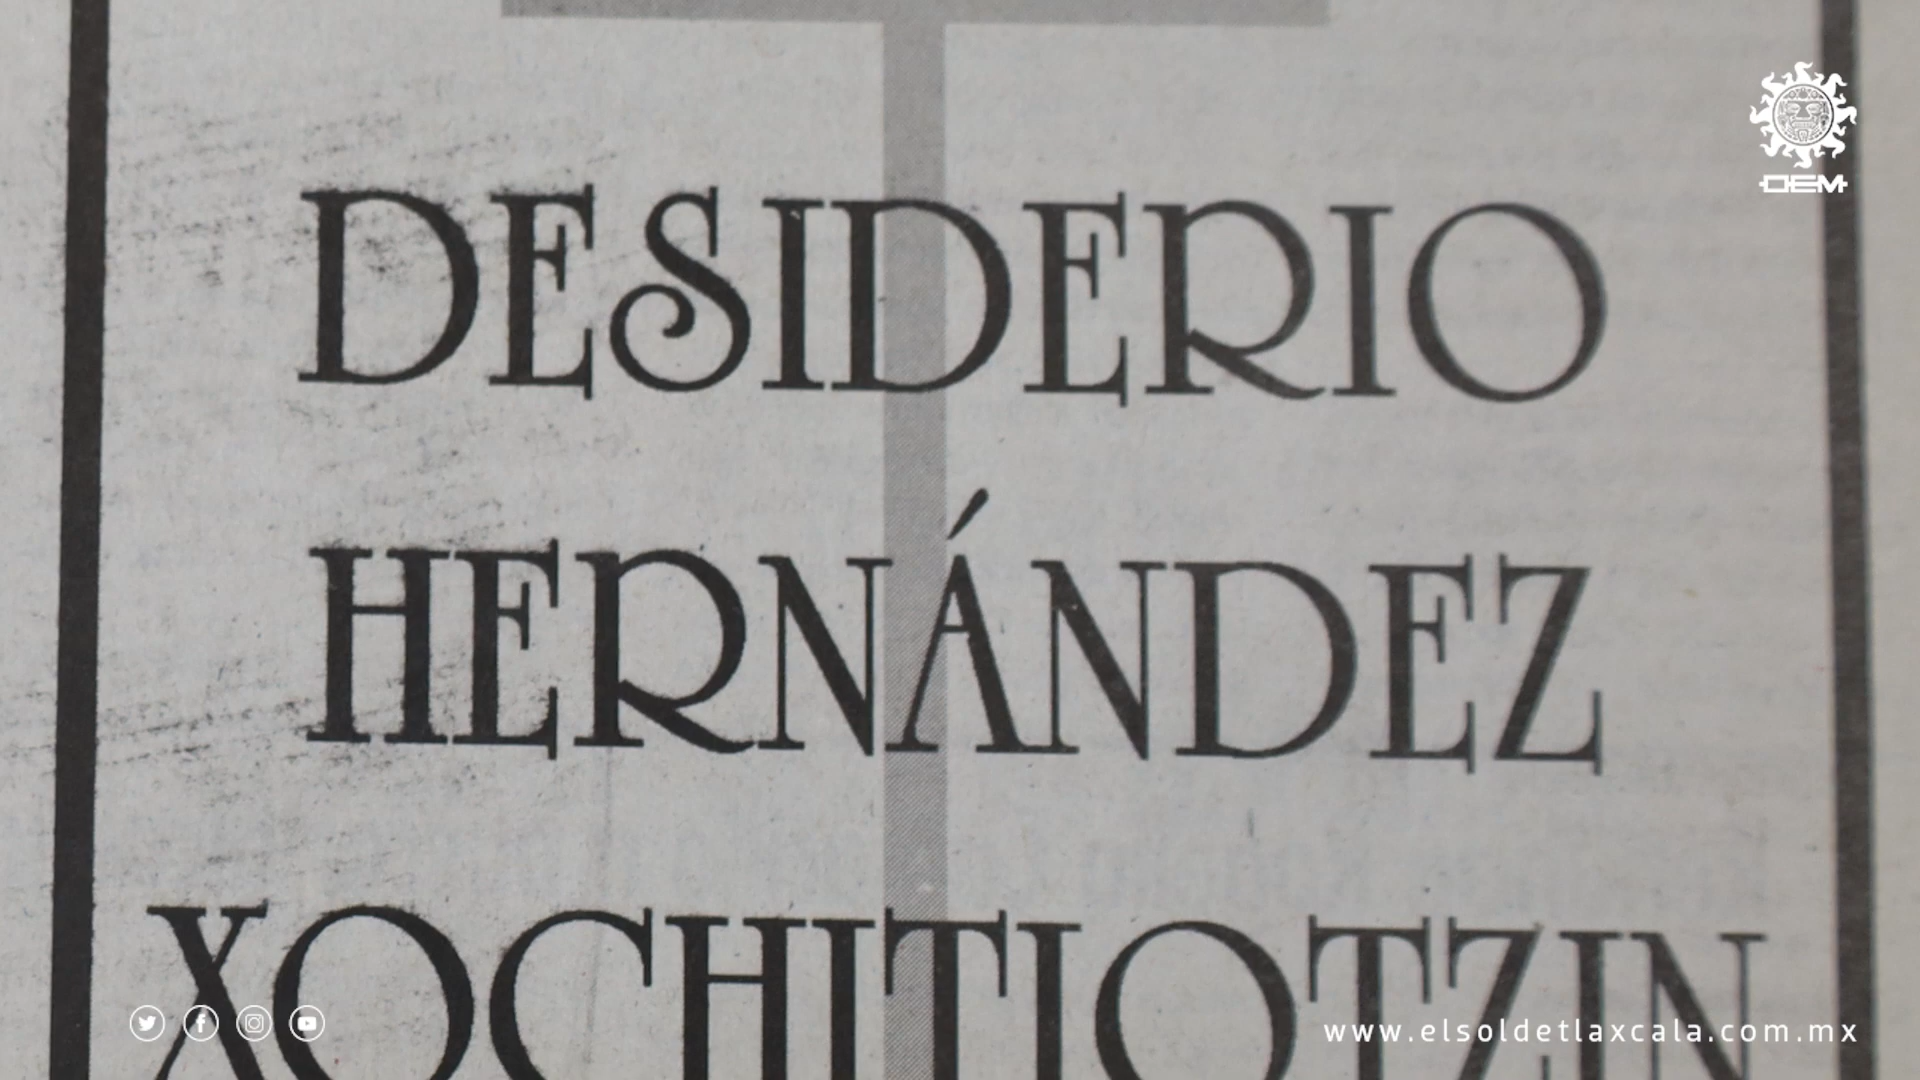 OEM
DESIDERIO
HERNÁNDEZ
XOCHITIOTZIN
www.elsoldetlaxcala.com.mx